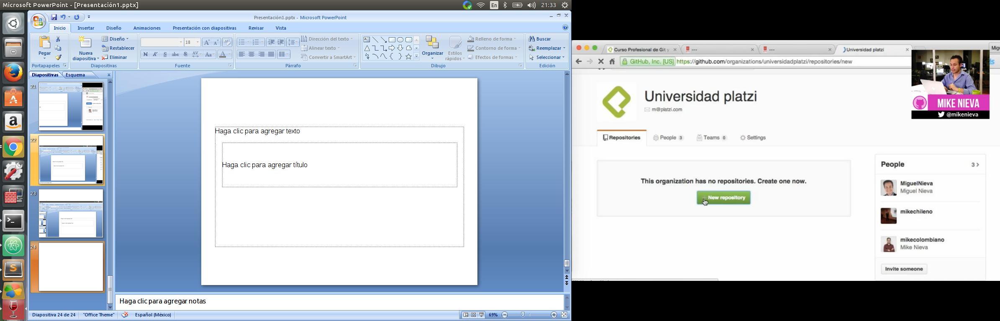 Microsoft PowerPoint - [Presentación1.pptx]
En
21:33
Presentación1.pptx - Microsoft PowerPoint
Inicio
Insertar
Diseño
Animaciones
Presentación con diapositivas
Revisar
Vista
Pegar
Portapapeles
Nueva diapositiva
Diseño
Restablecer
Eliminar
Diapositivas
18
N K S abc S AV Aa A
Fuente
Dirección del texto
Alinear texto
Convertir a SmartArt
Párrafo
Organizar
Estilos rápidos
Relleno de forma
Contorno de forma
Efectos de formas
Dibujo
Buscar
Reemplazar
Seleccionar
Edición
Diapositivas
Esquema
21
22
23
24
Haga clic para agregar texto
Haga clic para agregar título
Haga clic para agregar notas
Diapositiva 24 de 24
"Office Theme"
Español (México)
69%
Curso Profesional de Git y
---
---
Universidad platzi
GitHub, Inc. [US] https://github.com/organizations/universidadplatzi/repositories/new
Universidad platzi
m@platzi.com
MIKE NIEVA
@mikenieva
Repositories
People 3
Teams 0
Settings
This organization has no repositories. Create one now.
New repository
People
3 >
MiguelNieva
Miguel Nieva
mikechileno
mikecolombiano
Mike Nieva
Invite someone